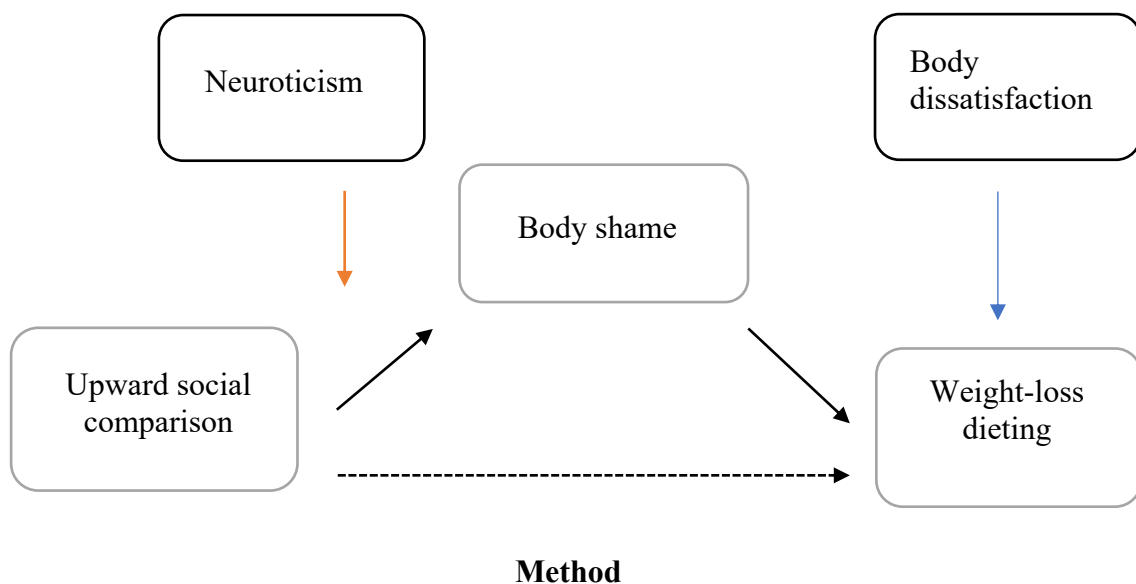 Neuroticism
Body
dissatisfaction
Body shame
Upward social
comparison
Weight-loss
dieting
Method